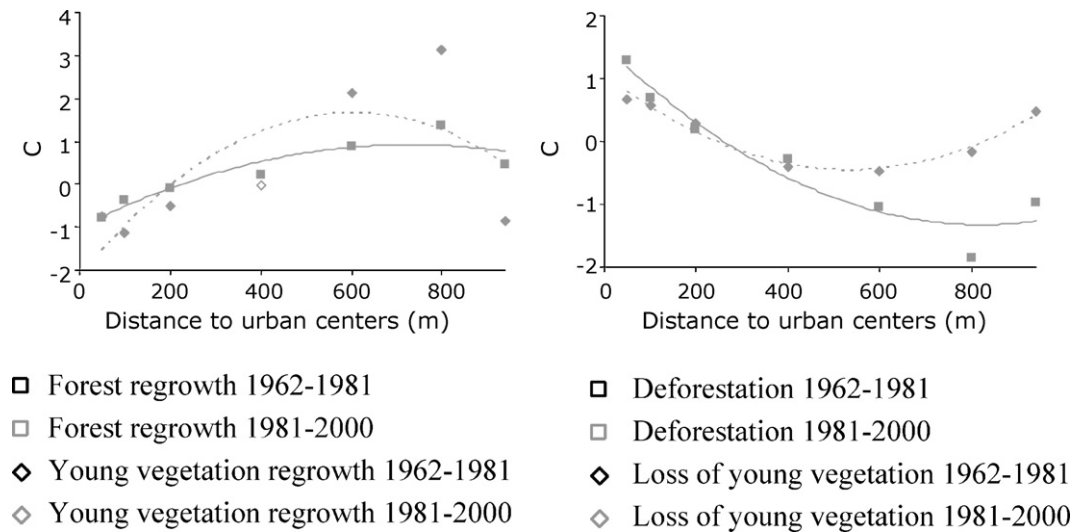 4
3
2
1
0
-1
-2
C
0 200 400 600 800
Distance to urban centers (m)
2
1
0
-1
-2
C
0 200 400 600 800
Distance to urban centers (m)
Forest regrowth 1962-1981
Forest regrowth 1981-2000
Young vegetation regrowth 1962-1981
Young vegetation regrowth 1981-2000
Deforestation 1962-1981
Deforestation 1981-2000
Loss of young vegetation 1962-1981
Loss of young vegetation 1981-2000